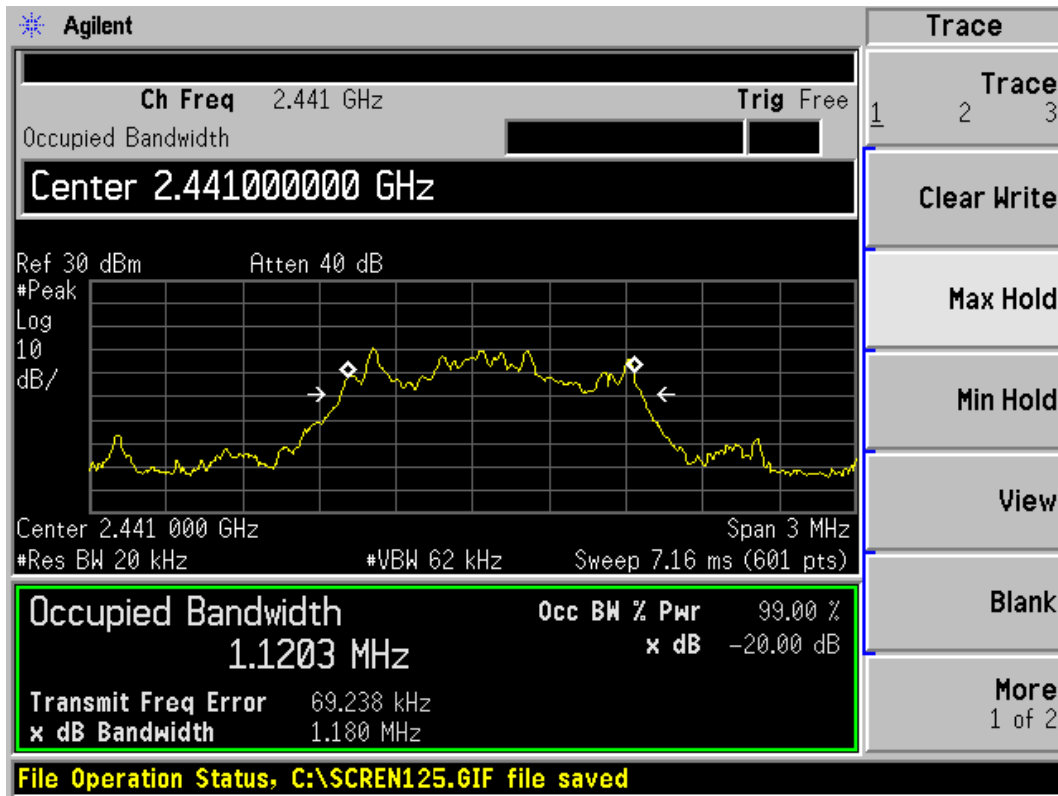 Agilent
Trace
Ch Freq 2.441 GHz
Trig Free
Occupied Bandwidth
Center 2.441000000 GHz
Ref 30 dBm
Atten 40 dB
#Peak
Log
10
dB/
Center 2.441 000 GHz
Span 3 MHz
#Res BW 20 kHz
#VBW 62 kHz
Sweep 7.16 ms (601 pts)
Occupied Bandwidth
1.1203 MHz
Occ BW % Pwr 99.00 %
x dB -20.00 dB
Transmit Freq Error 69.238 kHz
x dB Bandwidth 1.180 MHz
File Operation Status, C:\SCREN125.GIF file saved
Trace
1 2 3
Clear Write
Max Hold
Min Hold
View
Blank
More
1 of 2